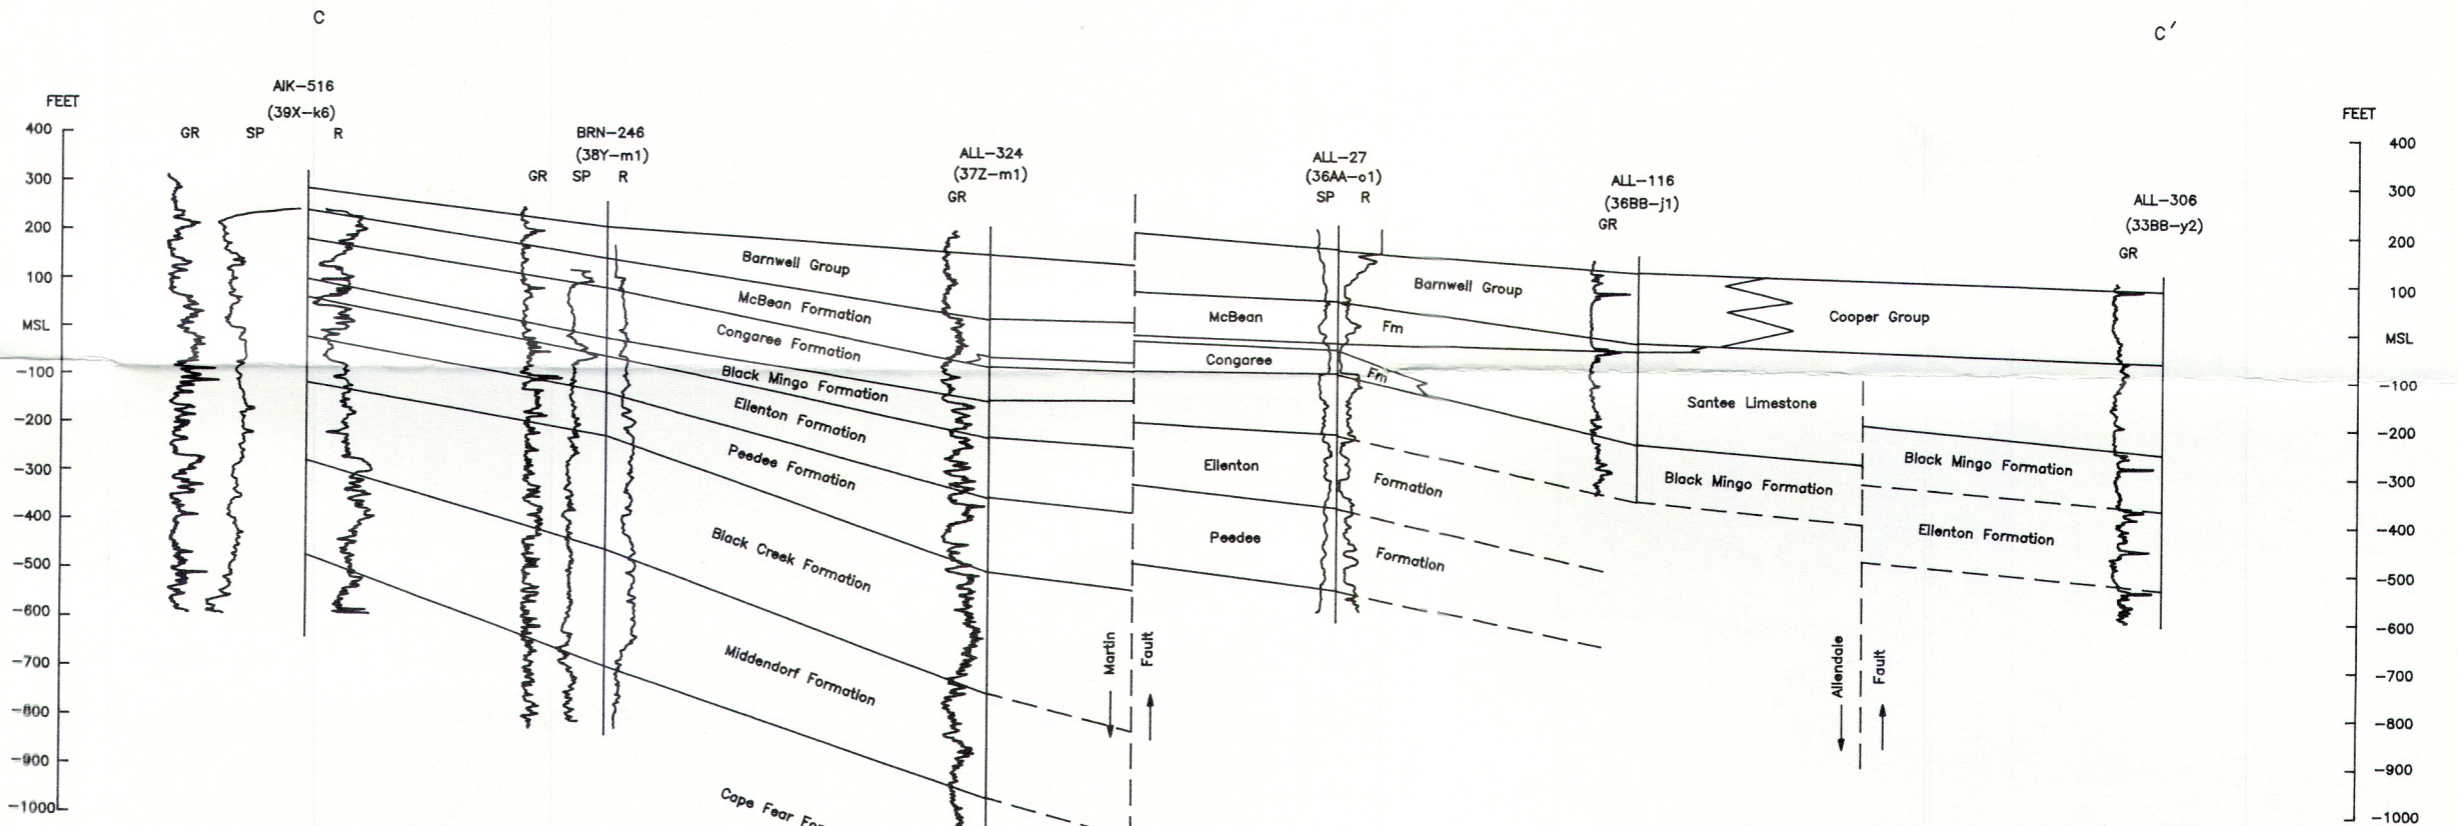 C
C′
AIK-516
(39X-k6)
GR SP R
BRN-246
(38Y-m1)
GR SP R
ALL-324
(37Z-m1)
GR
ALL-27
(36AA-o1)
SP R
ALL-116
(36BB-j1)
GR
ALL-306
(33BB-y2)
GR
FEET
400
300
200
100
MSL
-100
-200
-300
-400
-500
-600
-700
-800
-900
-1000
Barnwell Group
McBean Formation
Congaree Formation
Black Mingo Formation
Ellenton Formation
Peedee Formation
Black Creek Formation
Middendorf Formation
Cape Fear
Martin
Fault
McBean Fm
Congaree Fm
Ellenton Formation
Peedee Formation
Barnwell Group
Cooper Group
Santee Limestone
Black Mingo Formation
Allendale
Fault
Black Mingo Formation
Ellenton Formation
FEET
400
300
200
100
MSL
-100
-200
-300
-400
-500
-600
-700
-800
-900
-1000